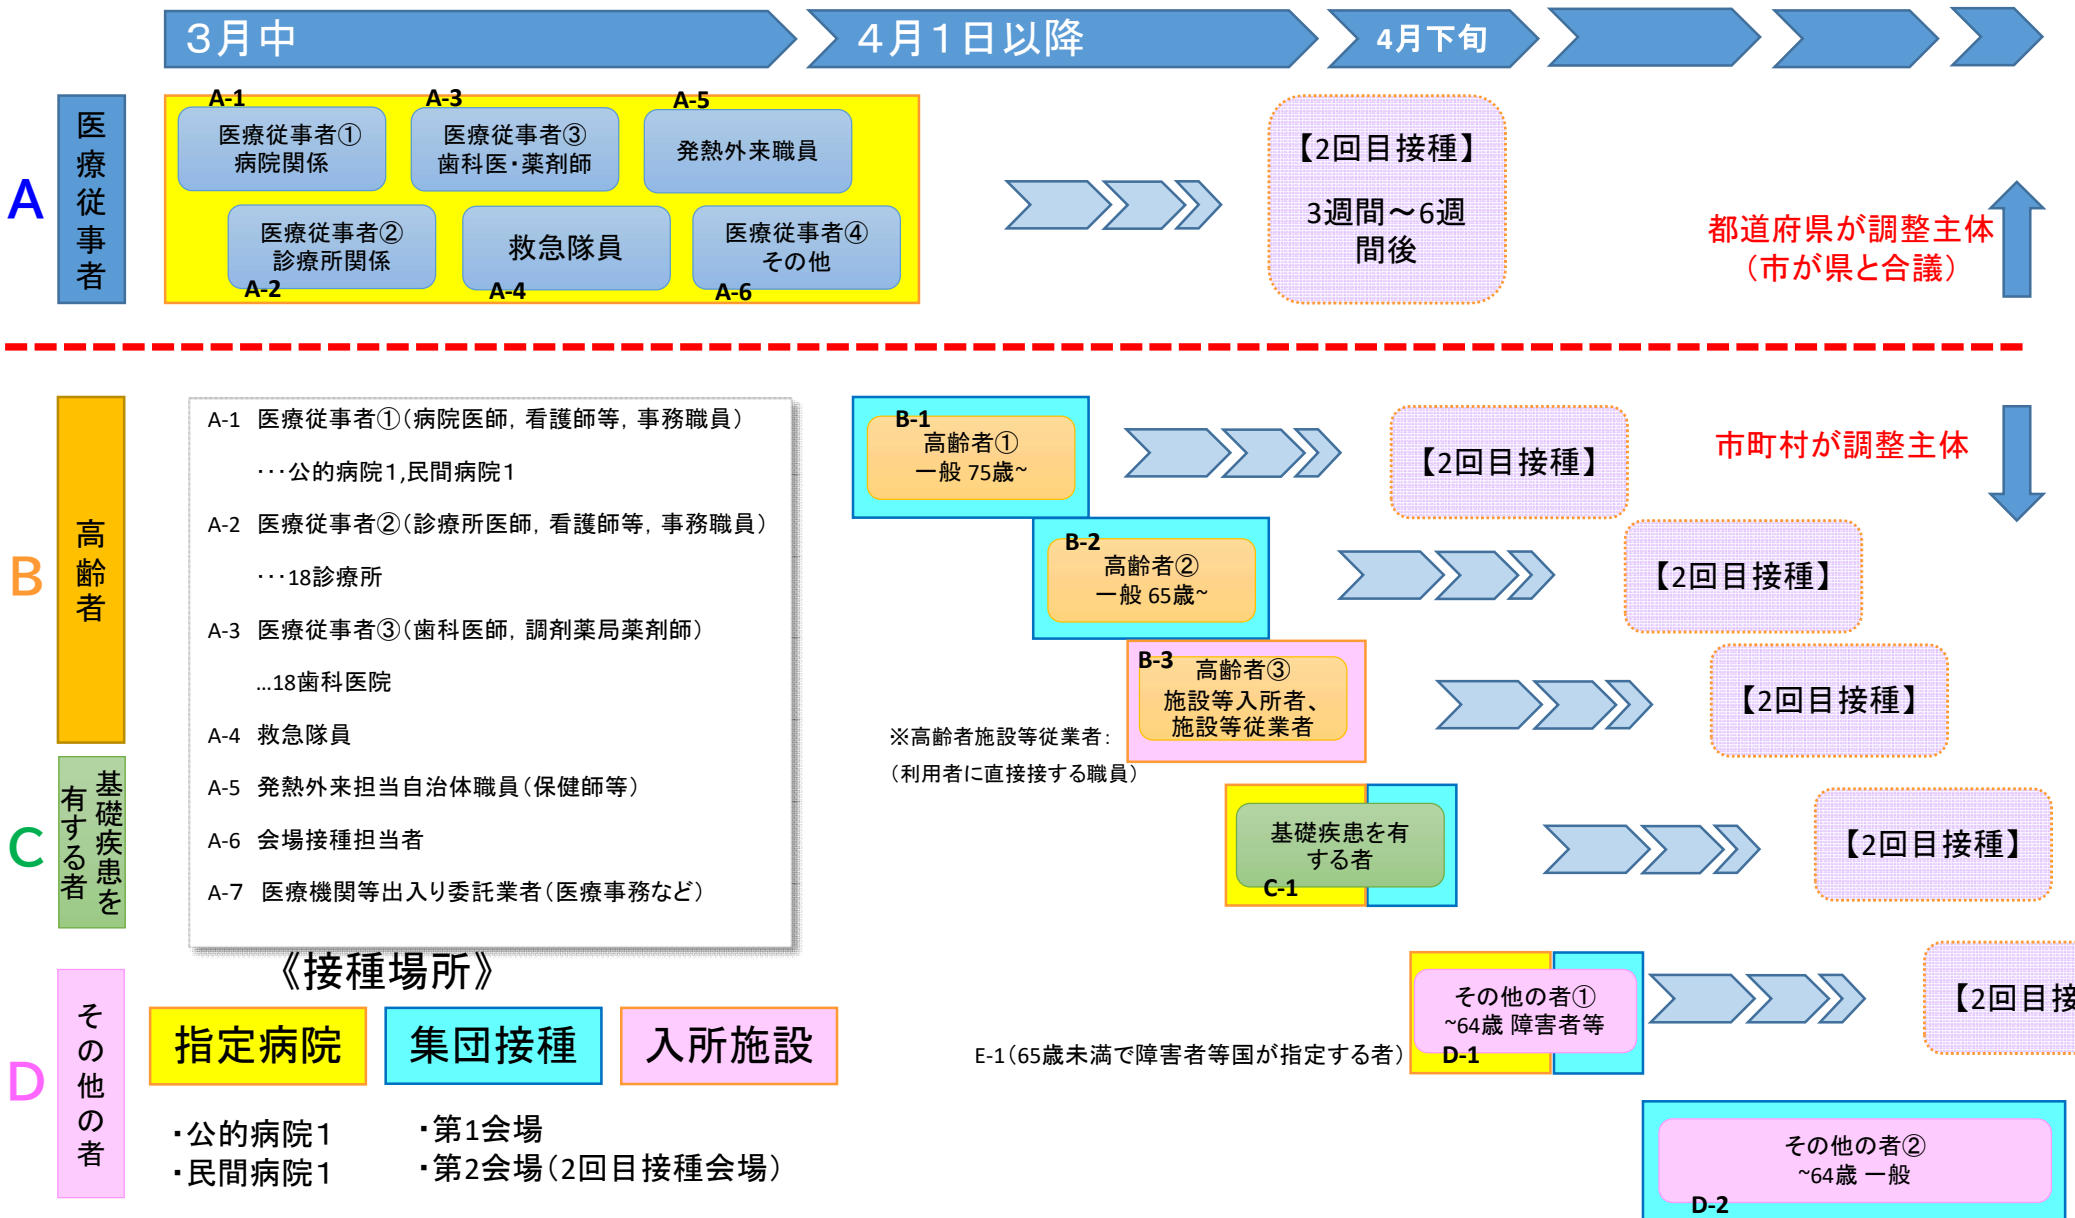 ３月中
４月１日以降
4月下旬
A
医療従事者
A-1
医療従事者①
病院関係
A-3
医療従事者③
歯科医・薬剤師
A-5
発熱外来職員
医療従事者②
診療所関係
A-2
救急隊員
A-4
医療従事者④
その他
A-6
【2回目接種】
3週間～6週
間後
都道府県が調整主体
（市が県と合議）
B
高齢者
A-1 医療従事者①（病院医師，看護師等，事務職員）
…公的病院１,民間病院１
A-2 医療従事者②（診療所医師，看護師等，事務職員）
…18診療所
A-3 医療従事者③（歯科医師，調剤薬局薬剤師）
…18歯科医院
A-4 救急隊員
A-5 発熱外来担当自治体職員（保健師等）
A-6 会場接種担当者
A-７ 医療機関等出入り委託業者（医療事務など）
B-1
高齢者①
一般 75歳~
【2回目接種】
市町村が調整主体
B-2
高齢者②
一般 65歳~
【2回目接種】
B-3
高齢者③
施設等入所者、
施設等従業者
【2回目接種】
※高齢者施設等従業者：
（利用者に直接接する職員）
C
基礎疾患を
有する者
基礎疾患を有
する者
C-1
【2回目接種】
D
その他の者
《接種場所》
指定病院
集団接種
入所施設
・公的病院１
・民間病院１
・第1会場
・第2会場（2回目接種会場）
その他の者①
~64歳 障害者等
D-1
E-1（65歳未満で障害者等国が指定する者）
【2回目接
その他の者②
~64歳 一般
D-2